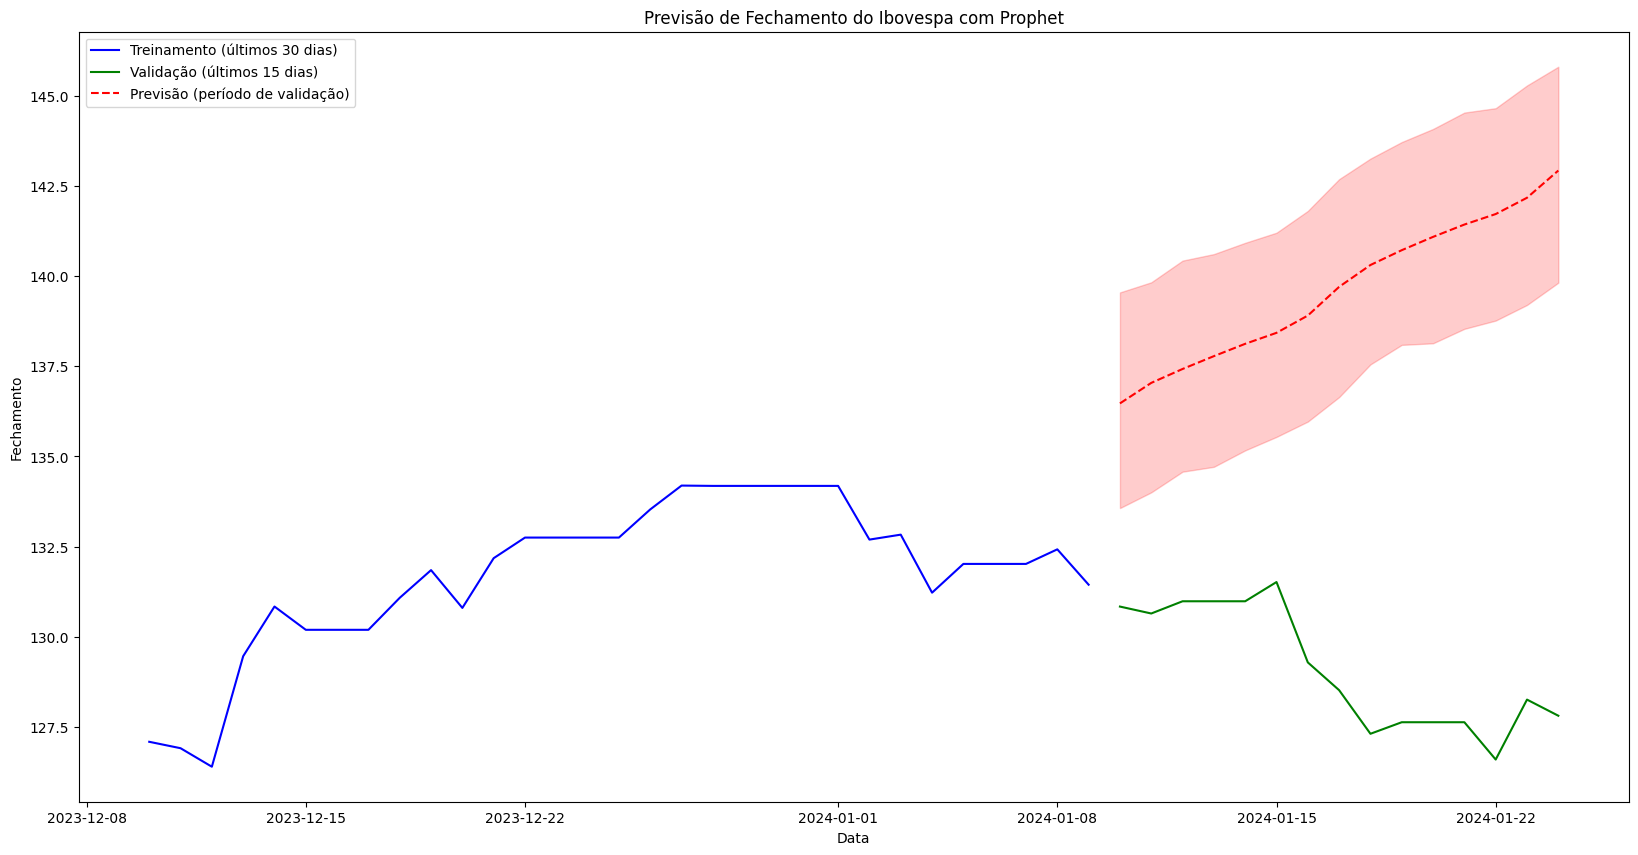 Previsão de Fechamento do Ibovespa com Prophet
Treinamento (últimos 30 dias)
Validação (últimos 15 dias)
Previsão (período de validação)
145.0
142.5
140.0
137.5
135.0
132.5
130.0
127.5
Fechamento
2023-12-08
2023-12-15
2023-12-22
2024-01-01
2024-01-08
2024-01-15
2024-01-22
Data